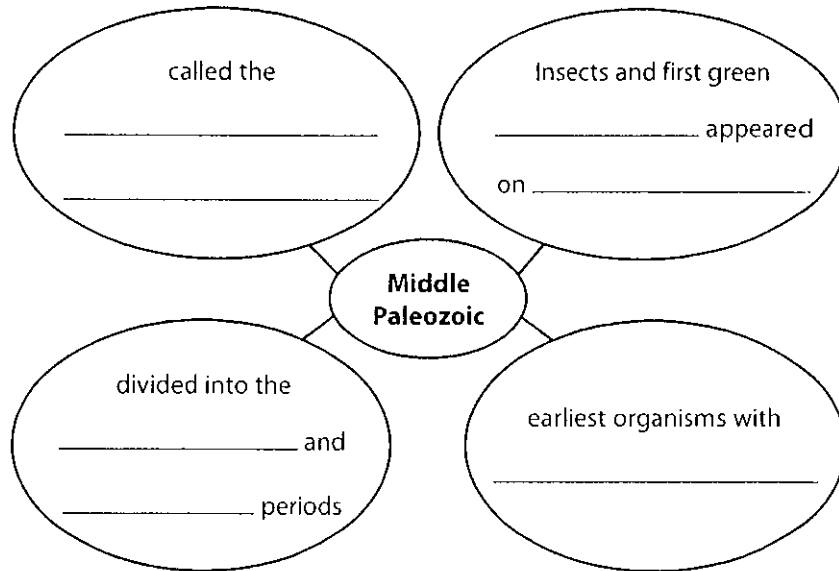 called the
Insects and first green
appeared
on
Middle
Paleozoic
divided into the
and
periods
earliest organisms with